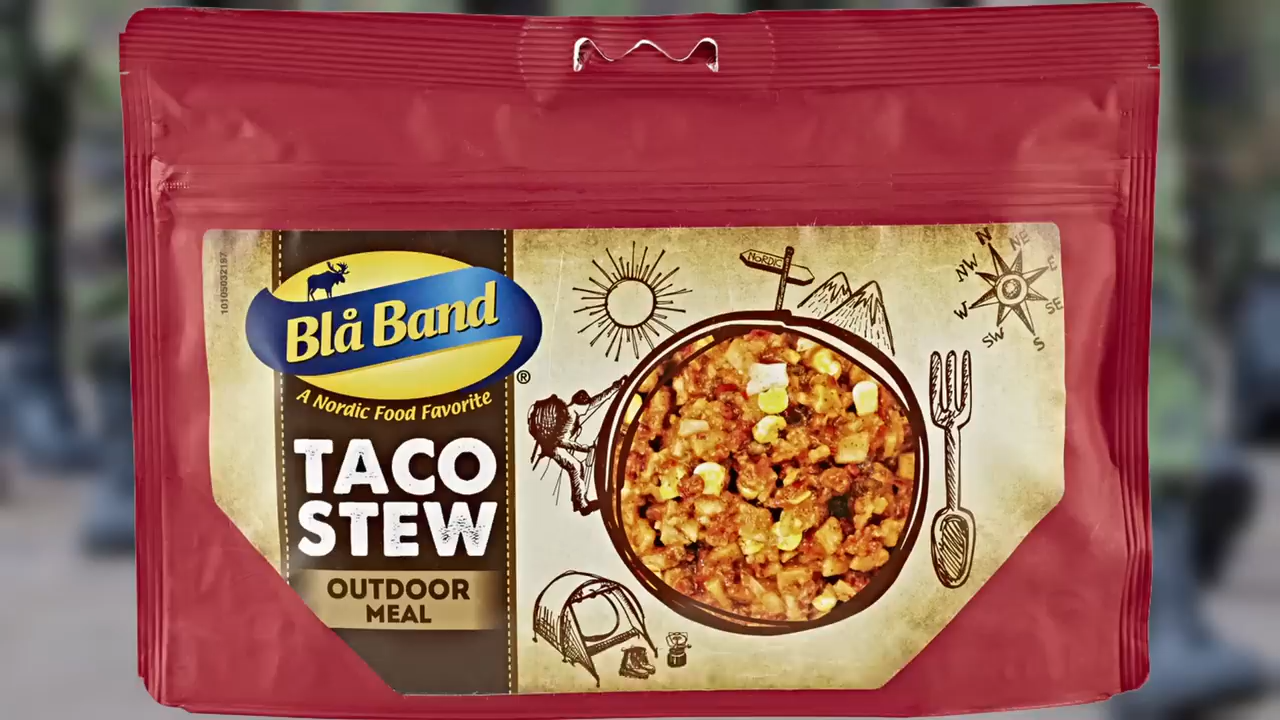 Blå Band
®
A Nordic Food Favorite
TACO
STEW
OUTDOOR
MEAL
NORDIC
N
NE
E
SE
S
SW
W
NW